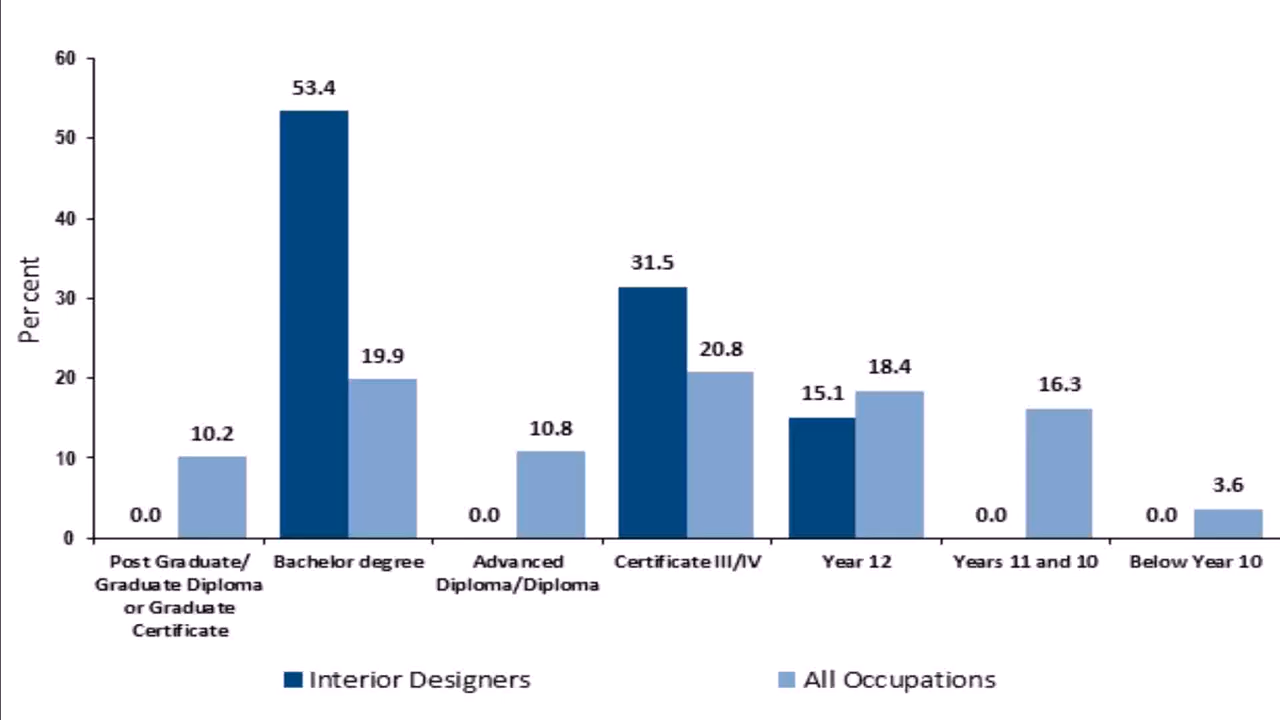 60
53.4
50
40
Per cent
31.5
30
20.8
19.9
18.4
20
15.1
16.3
10.2
10.8
10
3.6
0.0
0.0
0.0
0.0
0
Post Graduate/
Graduate Diploma
or Graduate
Certificate
Bachelor degree
Advanced
Diploma/Diploma
Certificate III/IV
Year 12
Years 11 and 10
Below Year 10
Interior Designers
All Occupations